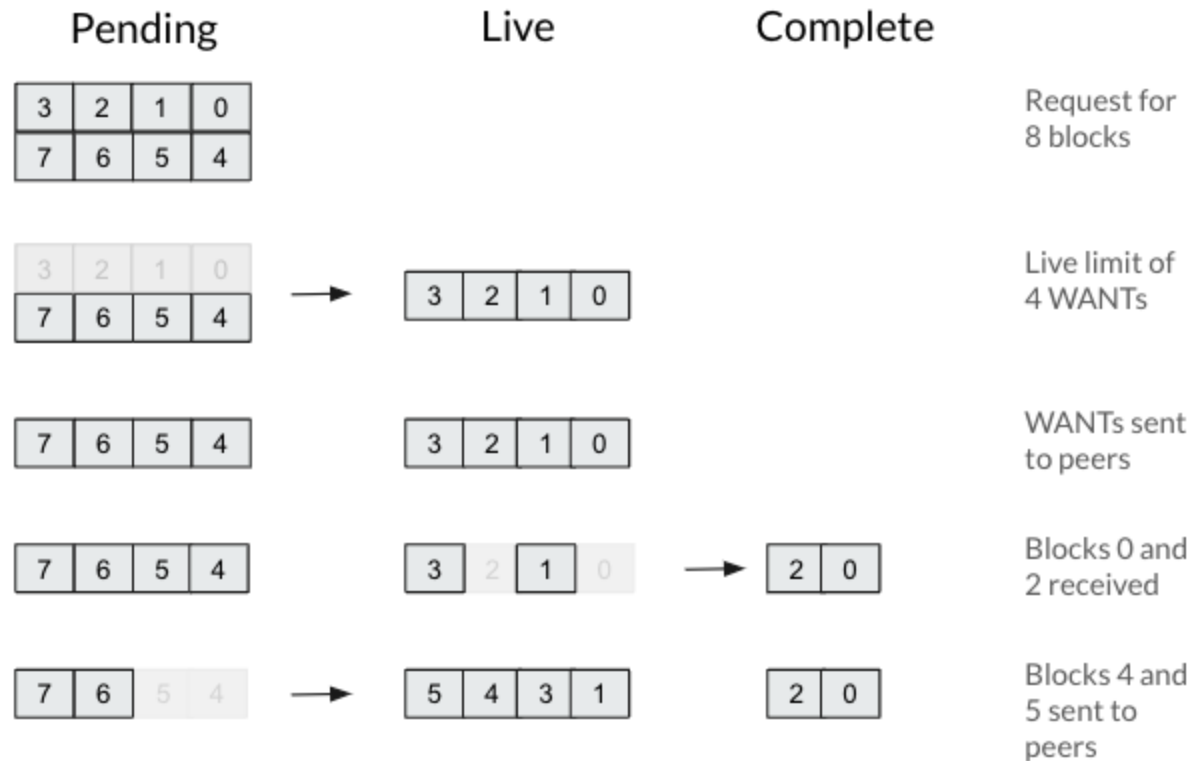 Pending Live Complete
3 2 1 0 Request for
7 6 5 4 8 blocks
3 2 1 0 Live limit of
7 6 5 4 3 2 1 0 4 WANTs
7 6 5 4 3 2 1 0 WANTs sent
to peers
7 6 5 4 3 2 1 0 2 0 Blocks 0 and
2 received
7 6 5 4 5 4 3 1 2 0 Blocks 4 and
5 sent to
peers